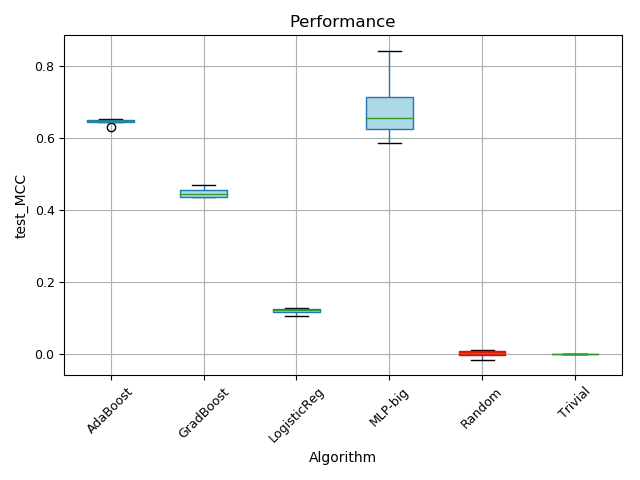 Performance
0.8
0.6
0.4
0.2
0.0
test_MCC
AdaBoost
GradBoost
LogisticReg
MLP-big
Random
Trivial
Algorithm